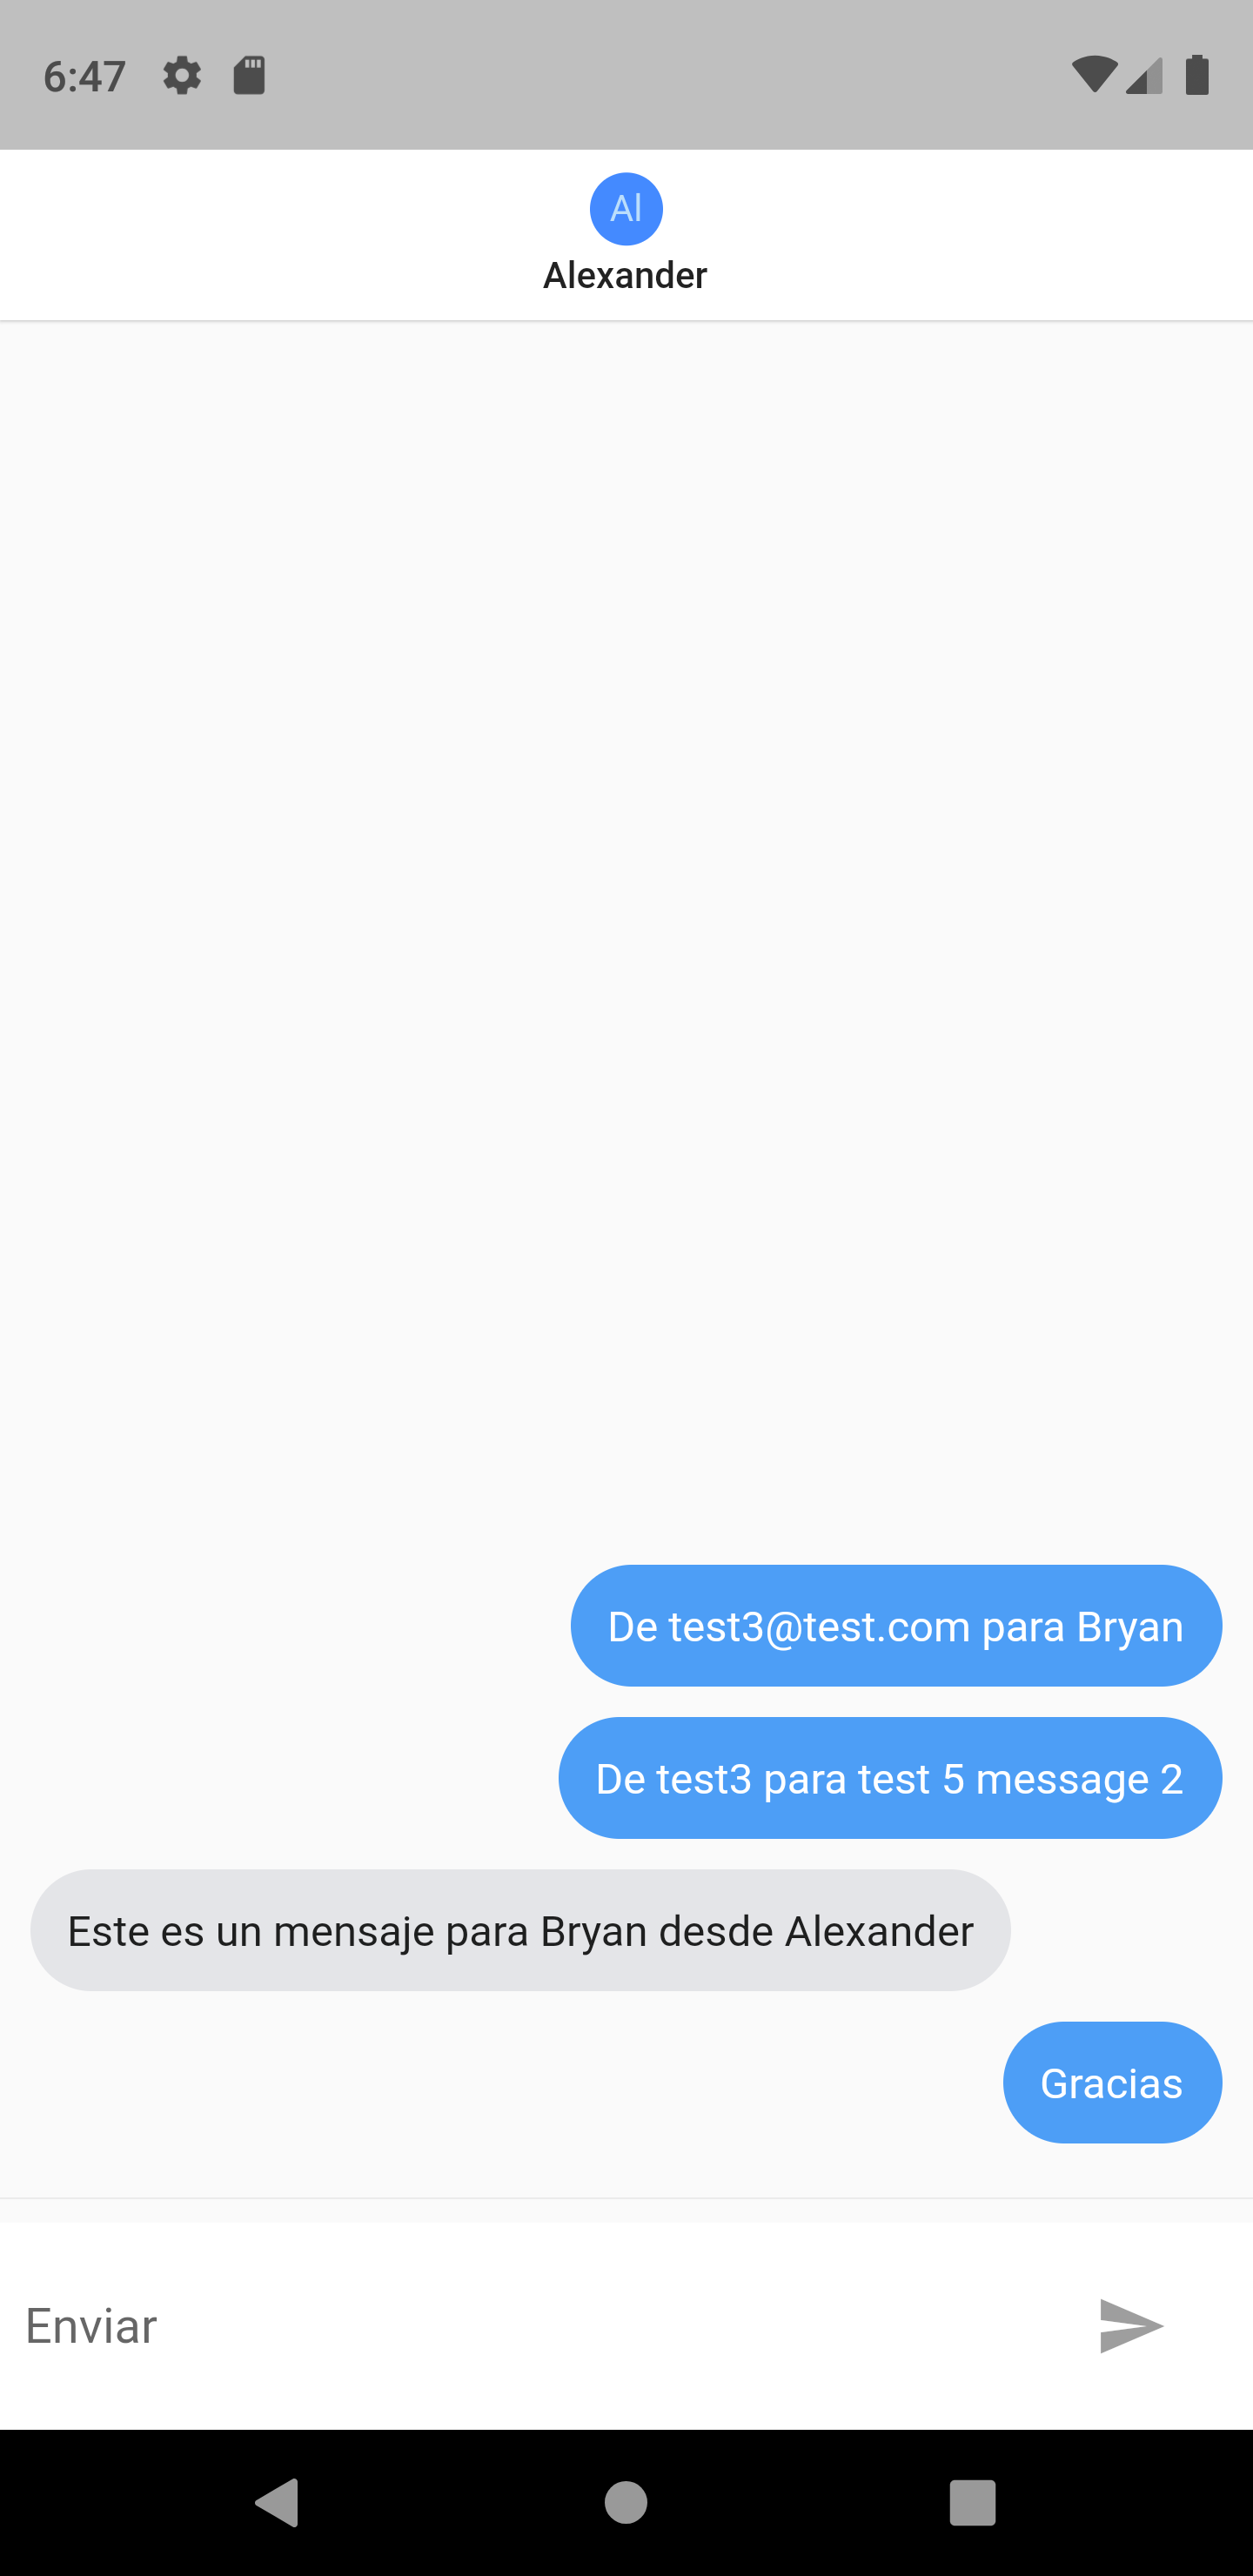 6:47
Al
Alexander
De test3@test.com para Bryan
De test3 para test 5 message 2
Este es un mensaje para Bryan desde Alexander
Gracias
Enviar